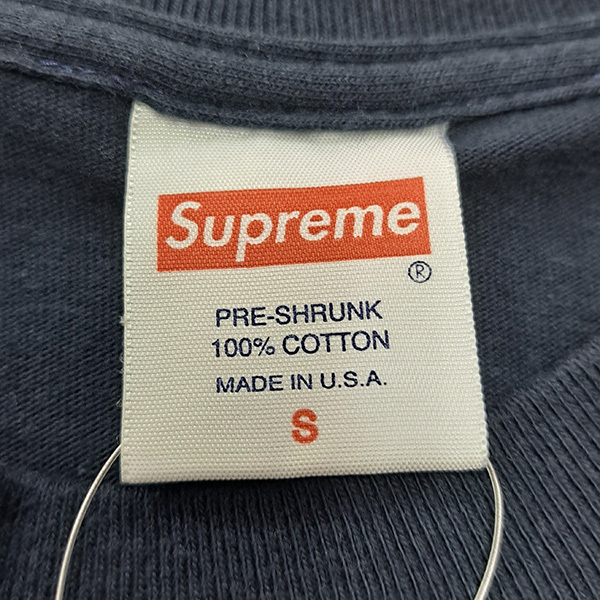 Supreme
®
PRE-SHRUNK
100% COTTON
MADE IN U.S.A.
S